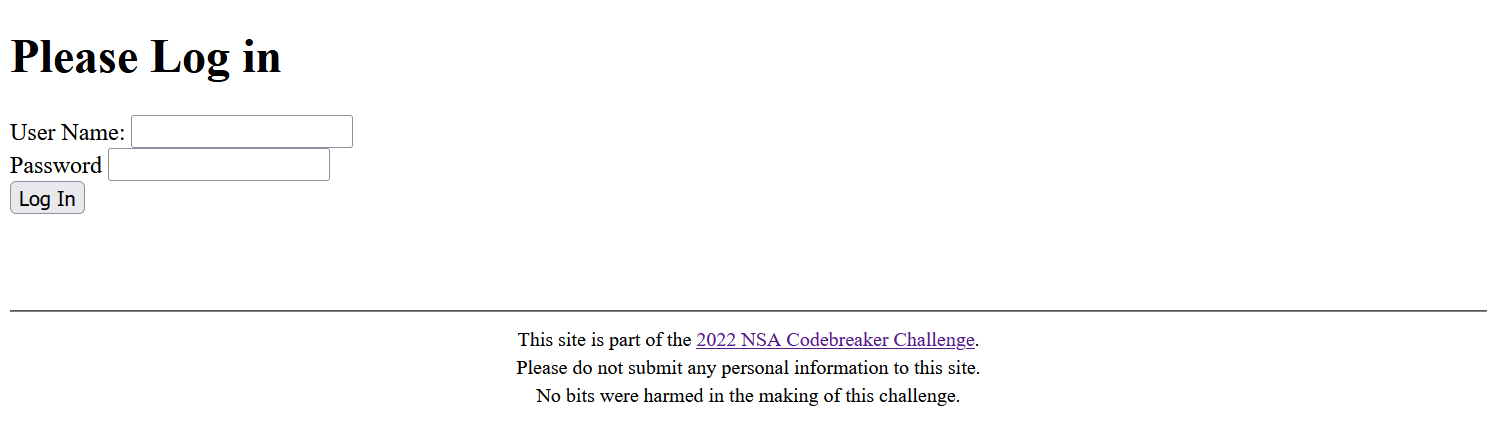 Please Log in
User Name:
Password
Log In
This site is part of the 2022 NSA Codebreaker Challenge.
Please do not submit any personal information to this site.
No bits were harmed in the making of this challenge.